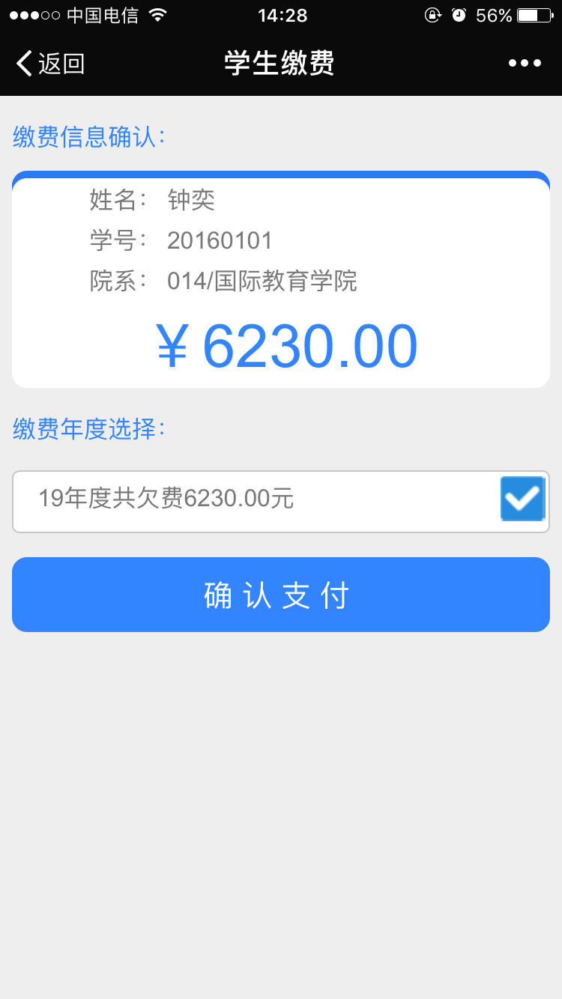 中国电信 14:28 56%
返回 学生缴费
缴费信息确认：
姓名： 钟奕
学号： 20160101
院系： 014/国际教育学院
￥6230.00
缴费年度选择：
19年度共欠费6230.00元
确认支付